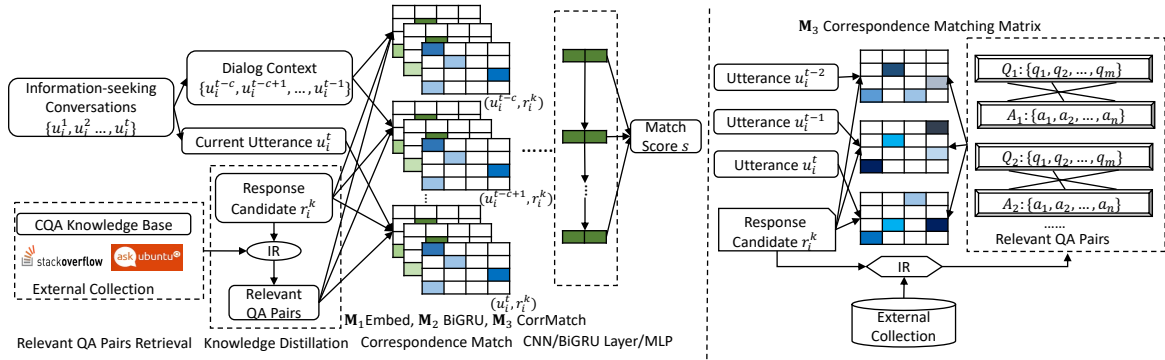 Information-seeking
Conversations
{u_i^1, u_i^2 …, u_i^t}
Dialog Context
{u_i^{t-c}, u_i^{t-c+1}, …, u_i^{t-1}}
Current Utterance u_i^t
Response
Candidate r_i^k
IR
Relevant
QA Pairs
CQA Knowledge Base
stackoverflow
ask ubuntu
External Collection
(u_i^{t-c}, r_i^k)
(u_i^{t-c+1}, r_i^k)
⋮
(u_i^t, r_i^k)
……
Match
Score s
M_1 Embed, M_2 BiGRU, M_3 CorrMatch
Relevant QA Pairs Retrieval
Knowledge Distillation
Correspondence Match
CNN/BiGRU Layer/MLP
M_3 Correspondence Matching Matrix
Utterance u_i^{t-2}
Utterance u_i^{t-1}
Utterance u_i^t
Response
Candidate r_i^k
IR
External
Collection
Q_1:{q_1, q_2, …, q_m}
A_1:{a_1, a_2, …, a_n}
Q_2:{q_1, q_2, …, q_m}
A_2:{a_1, a_2, …, a_n}
……
Relevant QA Pairs